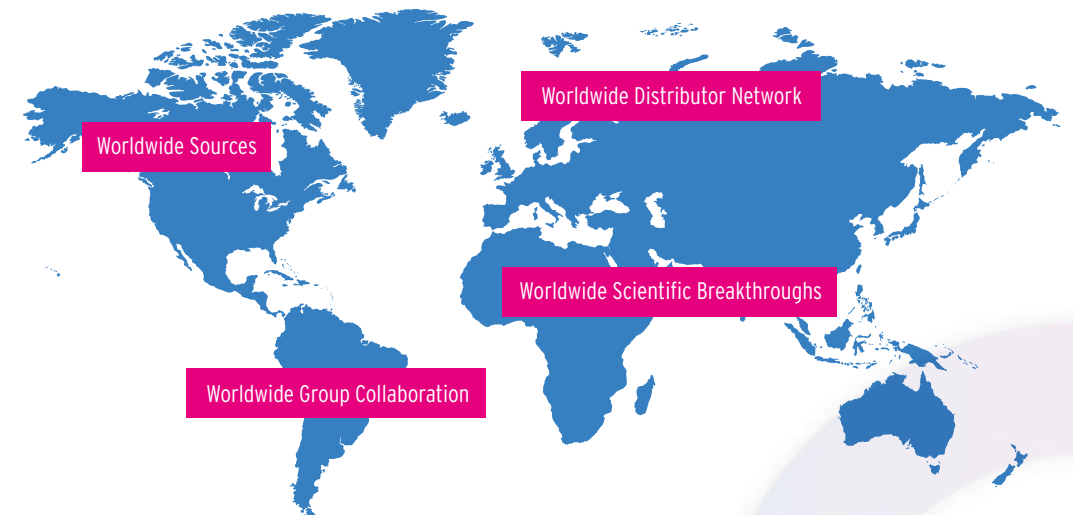 Worldwide Distributor Network
Worldwide Sources
Worldwide Scientific Breakthroughs
Worldwide Group Collaboration